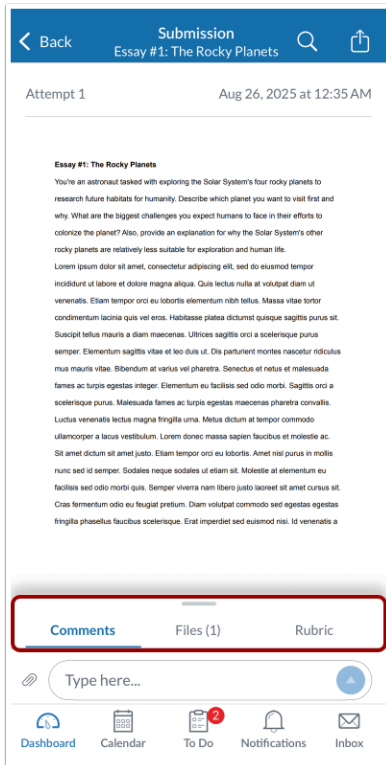 Back
Submission
Essay #1: The Rocky Planets
Attempt 1
Aug 26, 2025 at 12:35 AM
Essay #1: The Rocky Planets
You're an astronaut tasked with exploring the Solar System's four rocky planets to
research future habitats for humanity. Describe which planet you want to visit first and
why. What are the biggest challenges you expect humans to face in their efforts to
colonize the planet? Also, provide an explanation for why the Solar System's other
rocky planets are relatively less suitable for exploration and human life.
Lorem ipsum dolor sit amet, consectetur adipiscing elit, sed do eiusmod tempor
incididunt ut labore et dolore magna aliqua. Quis lectus nulla at volutpat diam ut
venenatis. Etiam tempor orci eu lobortis elementum nibh tellus. Massa vitae tortor
condimentum lacinia quis vel eros. Habitasse platea dictumst quisque sagittis purus sit.
Suscipit tellus mauris a diam maecenas. Ultrices sagittis orci a scelerisque purus
semper. Elementum sagittis vitae et leo duis ut. Dis parturient montes nascetur ridiculus
mus mauris vitae. Bibendum at varius vel pharetra. Senectus et netus et malesuada
fames ac turpis egestas integer. Elementum eu facilisis sed odio morbi. Sagittis orci a
scelerisque purus. Malesuada fames ac turpis egestas maecenas pharetra convallis.
Luctus venenatis lectus magna fringilla urna. Metus dictum at tempor commodo
ullamcorper a lacus vestibulum. Lorem donec massa sapien faucibus et molestie ac.
Sit amet dictum sit amet justo. Etiam tempor orci eu lobortis. Amet nisl purus in mollis
nunc sed id semper. Sodales neque sodales ut etiam sit. Molestie at elementum eu
facilisis sed odio morbi quis. Semper viverra nam libero justo laoreet sit amet cursus sit.
Cras fermentum odio eu feugiat pretium. Diam volutpat commodo sed egestas egestas
fringilla phasellus faucibus scelerisque. Erat imperdiet sed euismod nisi. Id venenatis a
Comments
Files (1)
Rubric
Type here...
2
Dashboard
Calendar
To Do
Notifications
Inbox